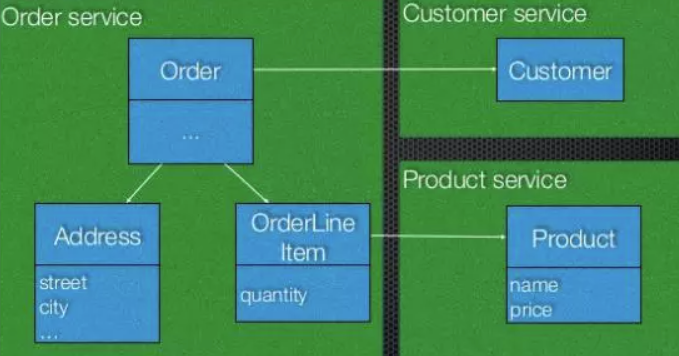 Order service
Customer service
Order
Customer
...
Product service
Address
OrderLine
Item
Product
street
city
...
quantity
name
price